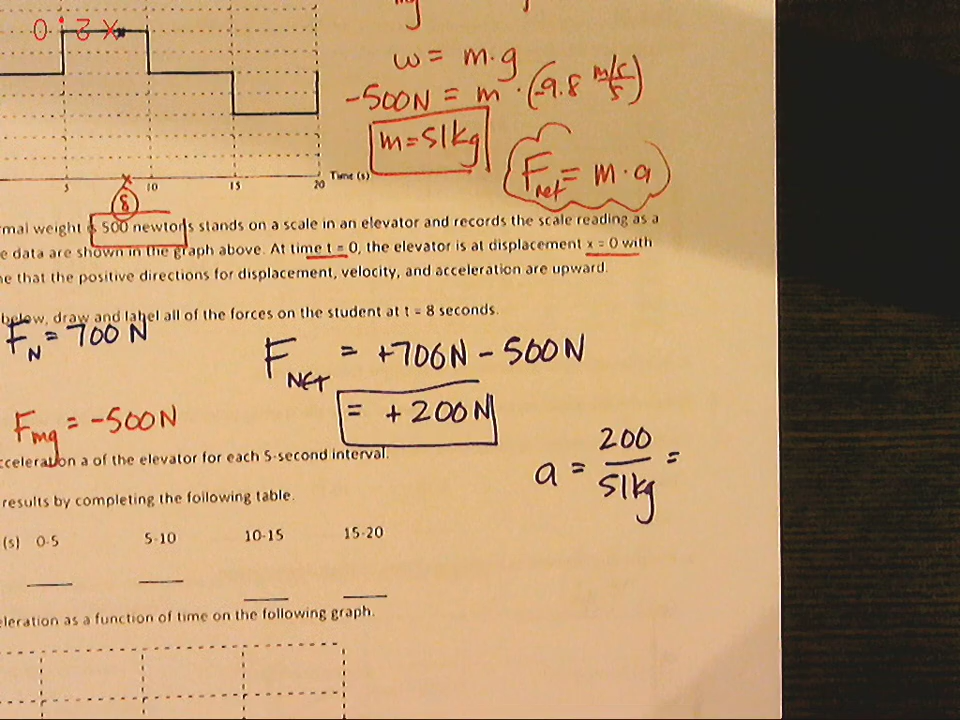 mg
0 . 2 x
w = m·g
-500N = m · (-9.8 m/s/s)
m=51kg
5 10 15 20 Time (s)
8
Fnet = m·a
rmal weight is 500 newtons stands on a scale in an elevator and records the scale reading as a
e data are shown in the graph above. At time t = 0, the elevator is at displacement x = 0 with
ne that the positive directions for displacement, velocity, and acceleration are upward.
below, draw and label all of the forces on the student at t = 8 seconds.
FN = 700 N
FNET = +700N - 500N
= +200N
Fmg = -500N
cceleration a of the elevator for each 5-second interval.
a = 200/51kg =
results by completing the following table.
(s) 0-5 5-10 10-15 15-20
eleration as a function of time on the following graph.